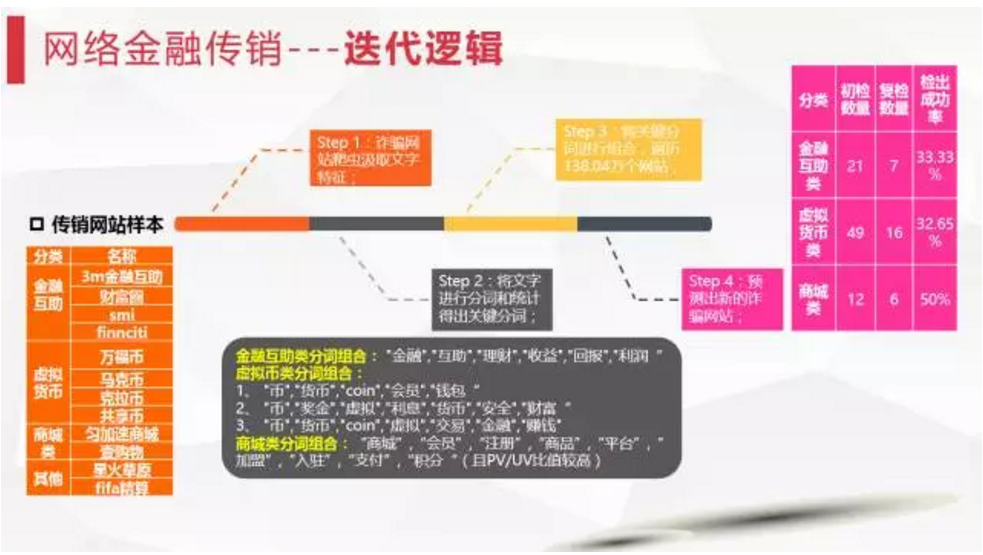 网络金融传销---迭代逻辑
Step 1：诈骗网
站爬虫汲取文字
特征；
Step 3：将关键分
词进行组合，遍历
138.04万个网站；
传销网站样本
Step 2：将文字
进行分词和统计
得出关键分词；
Step 4：预
测出新的诈
骗网站；
分类 名称
金融
互助
3m金融互助
财富圈
smi
finnciti
虚拟
货币
万福币
马克币
克拉币
共享币
商城
类
匀加速商城
壹购物
其他
星火草原
fifa结算
金融互助类分词组合： "金融","互助","理财","收益","回报","利润 "
虚拟币类分词组合：
1、 "币","货币","coin","会员","钱包 "
2、 "币","奖金","虚拟","利息","货币","安全","财富 "
3、 "币","货币","coin","虚拟","交易","金融","赚钱"
商城类分词组合： "商城"，"会员"，"注册"，"商品"，"平台"，"
加盟"，"入驻"，"支付"，"积分 "（且PV/UV比值较高）
分类 初检
数量 复检
数量 检出
成功
率
金融
互助
类 21 7 33.33
%
虚拟
货币
类 49 16 32.65
%
商城
类 12 6 50%